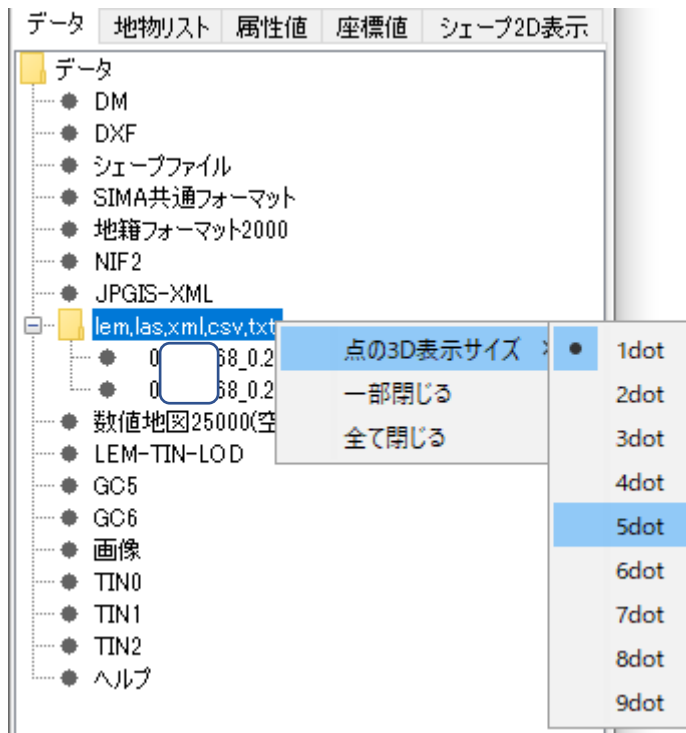 データ 地物リスト 属性値 座標値 シェープ2D表示
データ
DM
DXF
シェープファイル
SIMA共通フォーマット
地籍フォーマット2000
NIF2
JPGIS-XML
lem,las,xml,csv,txt
0 68_0.2
0 68_0.2
数値地図25000(空
LEM-TIN-LOD
GC5
GC6
画像
TIN0
TIN1
TIN2
ヘルプ
点の3D表示サイズ
一部閉じる
全て閉じる
1dot
2dot
3dot
4dot
5dot
6dot
7dot
8dot
9dot